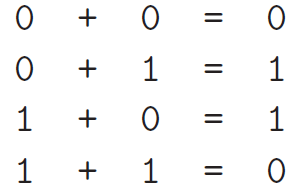 0 + 0 = 0
0 + 1 = 1
1 + 0 = 1
1 + 1 = 0